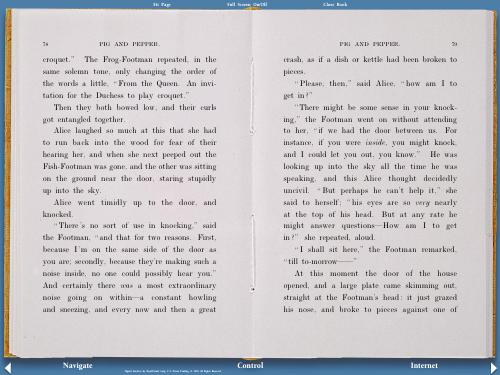 Str Page
Full Screen On/Off
Close Book
78
PIG AND PEPPER.
croquet." The Frog-Footman repeated, in the
same solemn tone, only changing the order of
the words a little, "From the Queen. An invi-
tation for the Duchess to play croquet."
Then they both bowed low, and their curls
got entangled together.
Alice laughed so much at this that she had
to run back into the wood for fear of their
hearing her, and when she next peeped out the
Fish-Footman was gone, and the other was sitting
on the ground near the door, staring stupidly
up into the sky.
Alice went timidly up to the door, and
knocked.
"There's no sort of use in knocking," said
the Footman, "and that for two reasons. First,
because I'm on the same side of the door as
you are; secondly, because they're making such a
noise inside, no one could possibly hear you."
And certainly there was a most extraordinary
noise going on within—a constant howling
and sneezing, and every now and then a great
PIG AND PEPPER.
79
crash, as if a dish or kettle had been broken to
pieces.
"Please, then," said Alice, "how am I to
get in?"
"There might be some sense in your knock-
ing," the Footman went on without attending
to her, "if we had the door between us. For
instance, if you were inside, you might knock,
and I could let you out, you know." He was
looking up into the sky all the time he was
speaking, and this Alice thought decidedly
uncivil. "But perhaps he can't help it," she
said to herself; "his eyes are so very nearly
at the top of his head. But at any rate he
might answer questions—How am I to get
in?" she repeated, aloud.
"I shall sit here," the Footman remarked,
"till to-morrow——"
At this moment the door of the house
opened, and a large plate came skimming out,
straight at the Footman's head: it just grazed
his nose, and broke to pieces against one of
Navigate
Control
Internet